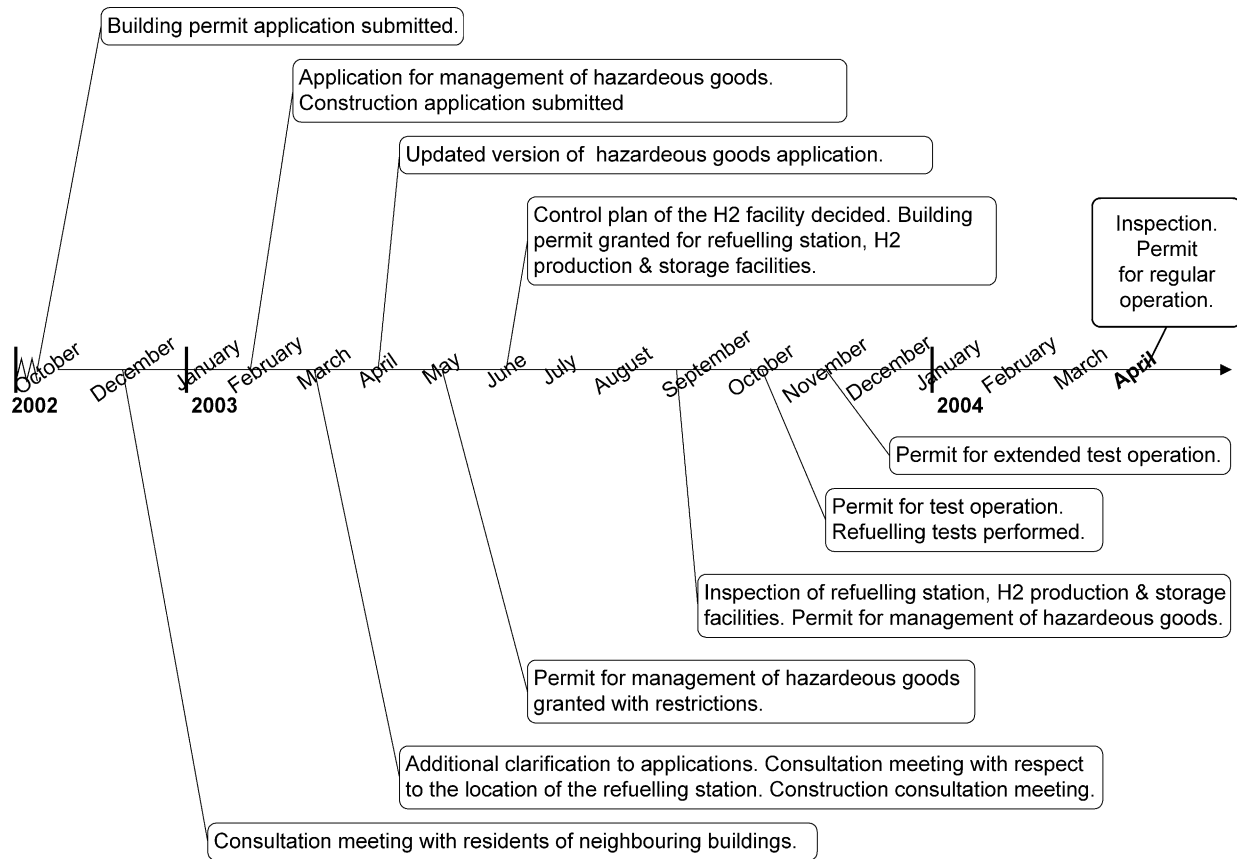 Building permit application submitted.
Application for management of hazardeous goods.
Construction application submitted
Updated version of  hazardeous goods application.
Control plan of the H2 facility decided. Building
permit granted for refuelling station, H2
production & storage facilities.
Inspection.
Permit
for regular
operation.
October
December
January
February
March
April
May
June
July
August
September
October
November
December
January
February
March
April
2002
2003
2004
Permit for extended test operation.
Permit for test operation.
Refuelling tests performed.
Inspection of refuelling station, H2 production & storage
facilities. Permit for management of hazardeous goods.
Permit for management of hazardeous goods
granted with restrictions.
Additional clarification to applications. Consultation meeting with respect
to the location of the refuelling station. Construction consultation meeting.
Consultation meeting with residents of neighbouring buildings.